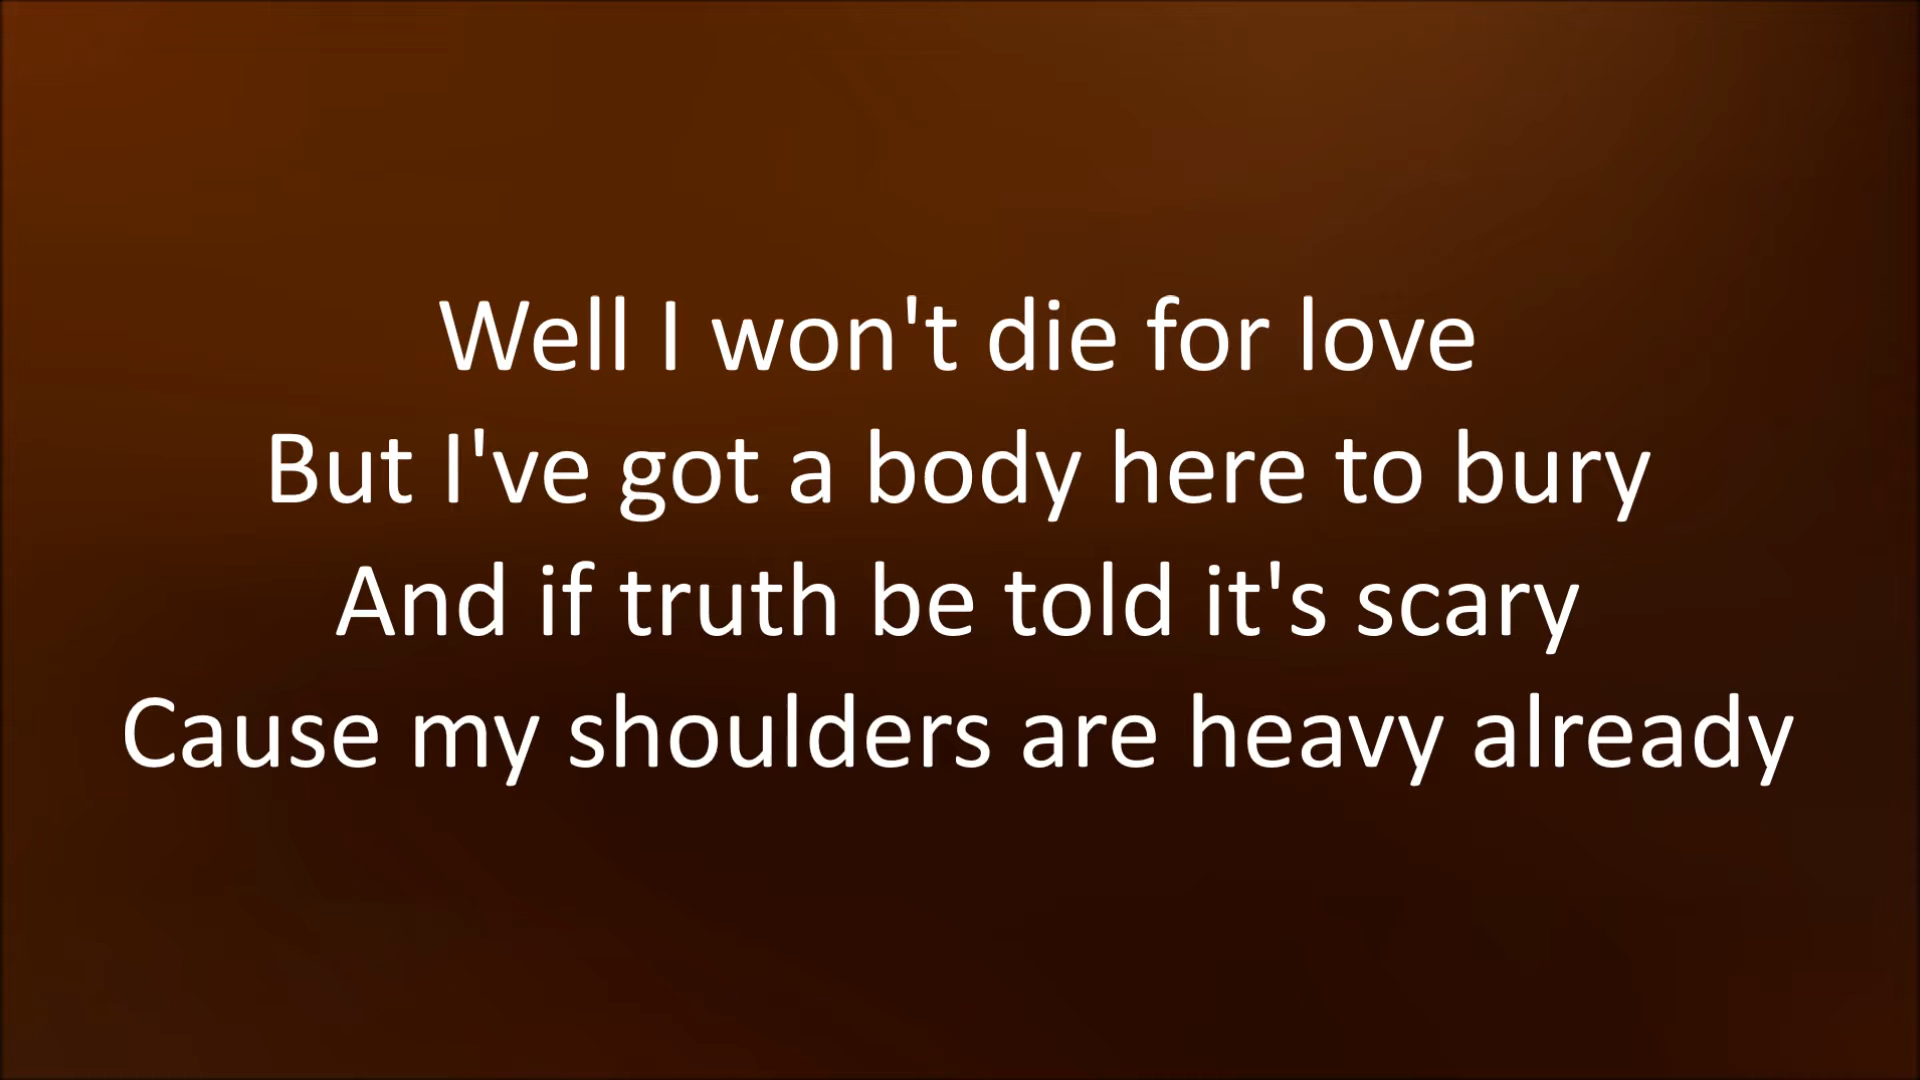 Well I won't die for love
But I've got a body here to bury
And if truth be told it's scary
Cause my shoulders are heavy already